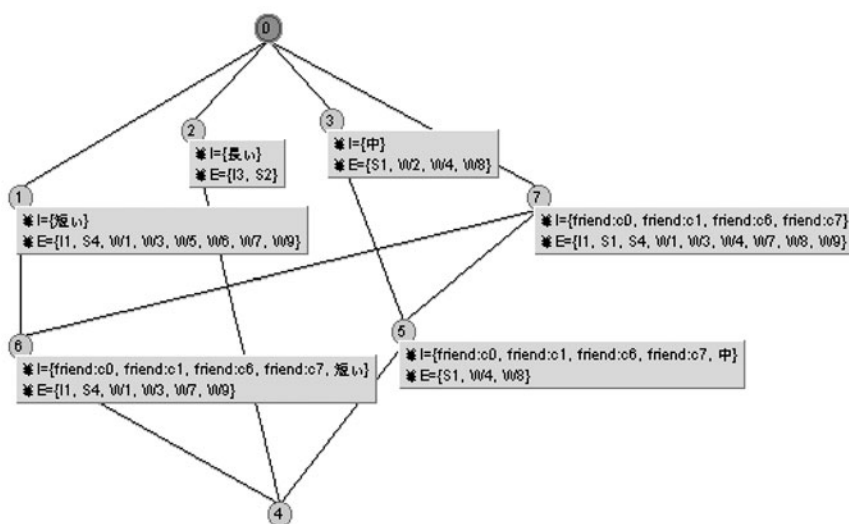 0
2
I={長い}
E={I3, S2}
3
I={中}
E={S1, W2, W4, W8}
1
I={短い}
E={I1, S4, W1, W3, W5, W6, W7, W9}
7
I={friend:c0, friend:c1, friend:c6, friend:c7}
E={I1, S1, S4, W1, W3, W4, W7, W8, W9}
6
I={friend:c0, friend:c1, friend:c6, friend:c7, 短い}
E={I1, S4, W1, W3, W7, W9}
5
I={friend:c0, friend:c1, friend:c6, friend:c7, 中}
E={S1, W4, W8}
4